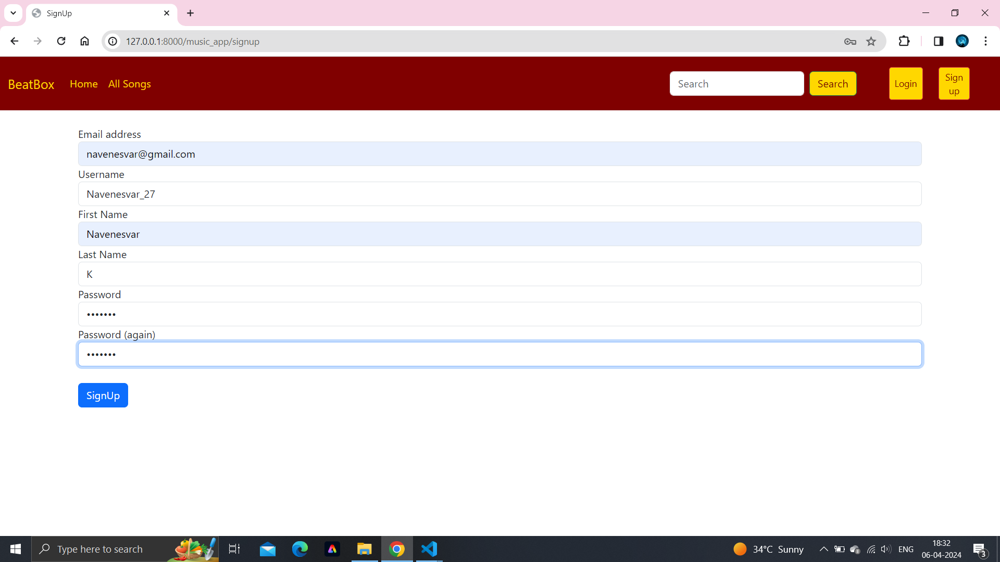 SignUp
127.0.0.1:8000/music_app/signup
BeatBox Home All Songs Search Search Login Sign up
Email address
navenesvar@gmail.com
Username
Navenesvar_27
First Name
Navenesvar
Last Name
K
Password
•••••••
Password (again)
•••••••
SignUp
Type here to search
34°C Sunny
ENG
18:32
06-04-2024
3